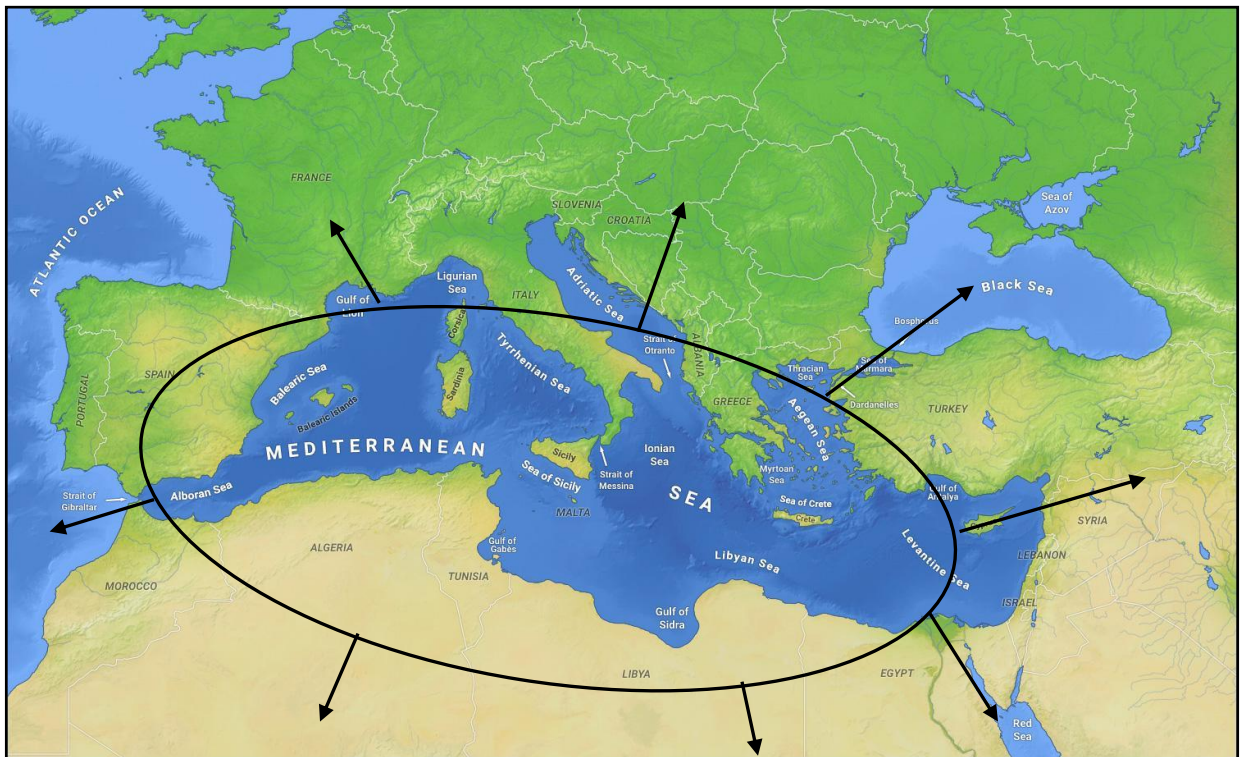 FRANCE
SLOVENIA
CROATIA
Sea of
Azov
ATLANTIC OCEAN
Black Sea
Ligurian
Sea
Gulf of
Lion
ITALY
Adriatic Sea
Bosphorus
Corsica
Strait of
Otranto
ALBANIA
Thracian
Sea
Sea of
Marmara
SPAIN
PORTUGAL
Balearic Sea
Balearic Islands
Sardinia
Tyrrhenian Sea
GREECE
Aegean Sea
Dardanelles
TURKEY
MEDITERRANEAN
SEA
Ionian
Sea
Sicily
Strait of
Messina
Sea of Sicily
MALTA
Myrtoan
Sea
Sea of Crete
Crete
Gulf of
Antalya
Strait of
Gibraltar
Alboran Sea
SYRIA
ALGERIA
Gulf of
Gabès
TUNISIA
MOROCCO
Libyan Sea
Levantine Sea
LEBANON
ISRAEL
Gulf of
Sidra
LIBYA
EGYPT
Red
Sea